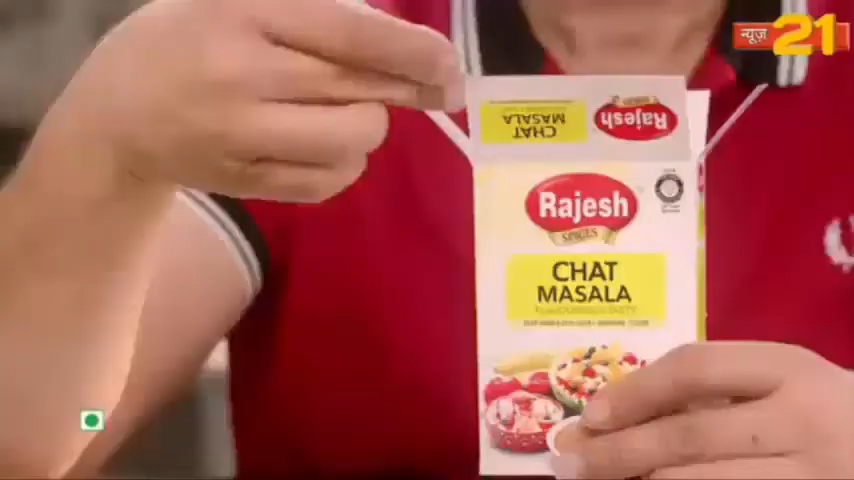 न्यूज़ 21
CHAT
MASALA
Rajesh
Rajesh
SPICES
CHAT
MASALA